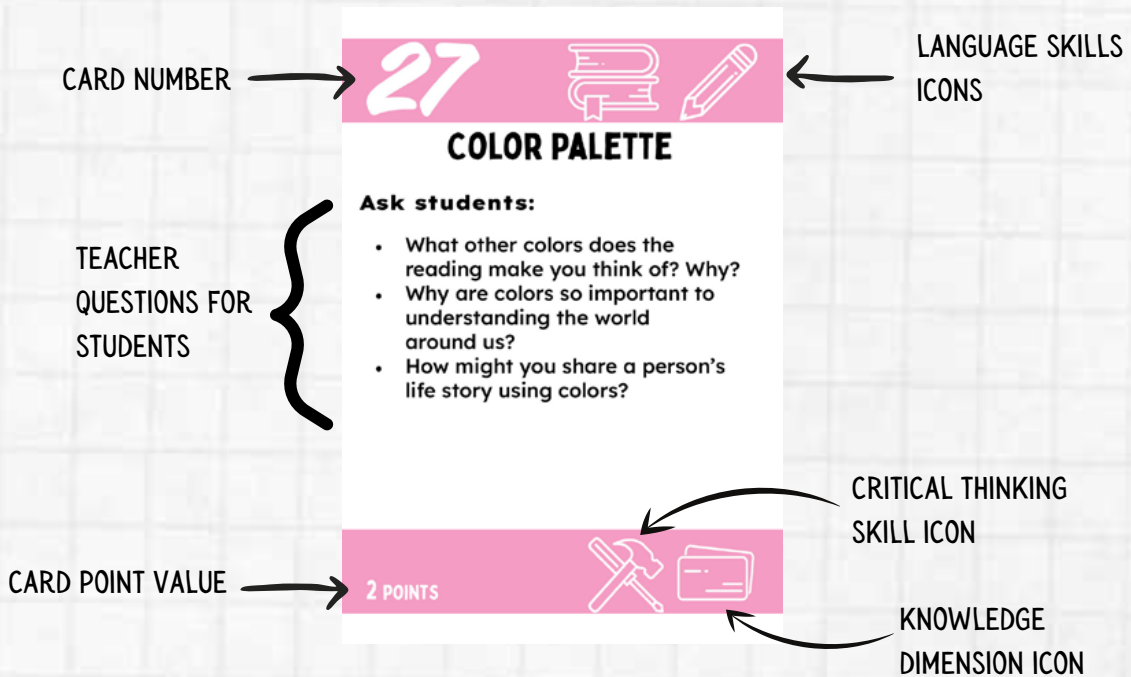 CARD NUMBER
27
LANGUAGE SKILLS
ICONS
COLOR PALETTE
Ask students:
• What other colors does the
reading make you think of? Why?
• Why are colors so important to
understanding the world
around us?
• How might you share a person's
life story using colors?
TEACHER
QUESTIONS FOR
STUDENTS
CRITICAL THINKING
SKILL ICON
CARD POINT VALUE
2 POINTS
KNOWLEDGE
DIMENSION ICON